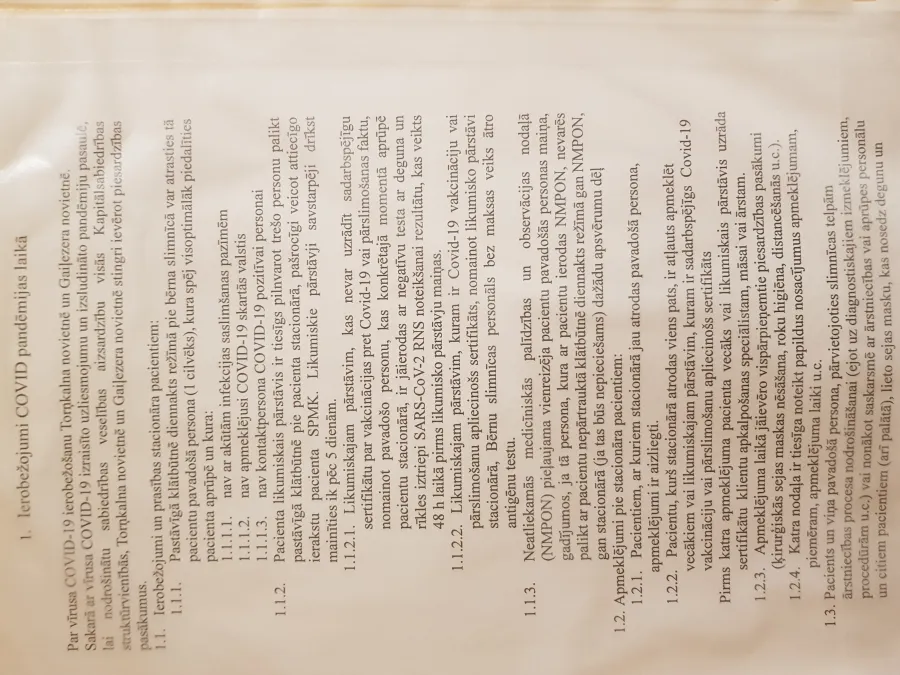 1. Ierobežojumi COVID pandēmijas laikā
Par vīrusa COVID-19 ierobežošanu Torņkalna novietnē un Gaiļezera novietnē.
Sakarā ar vīrusa COVID-19 izraisīto uzliesmojumu un izsludināto pandēmiju pasaulē,
lai nodrošinātu sabiedrības veselības aizsardzību visās Kapitālsabiedrības
struktūrvienībās, Torņkalna novietnē un Gaiļezera novietnē stingri ievērot piesardzības
pasākumus.
1.1. Ierobežojumi un prasības stacionāra pacientiem:
1.1.1. Pastāvīgā klātbūtnē diennakts režīmā pie bērna slimnīcā var atrasties tā
pacientu pavadošā persona (1 cilvēks), kura spēj visoptimālāk piedalīties
pacienta aprūpē un kura:
1.1.1.1. nav ar akūtām infekcijas saslimšanas pazīmēm
1.1.1.2. nav apmeklējusi COVID-19 skartās valstis
1.1.1.3. nav kontaktpersona COVID-19 pozitīvai personai
1.1.2. Pacienta likumiskais pārstāvis ir tiesīgs pilnvarot trešo personu palikt
pastāvīgā klātbūtnē pie pacienta stacionārā, pašrocīgi veicot attiecīgo
ierakstu pacienta SPMK. Likumiskie pārstāvji savstarpēji drīkst
mainīties ik pēc 5 dienām.
1.1.2.1. Likumiskajam pārstāvim, kas nevar uzrādīt sadarbospējīgu
sertifikātu par vakcinācijas pret Covid-19 vai pārslimošanas faktu,
nomainot pavadošo personu, kas konkrētajā momentā aprūpē
pacientu stacionārā, ir jāierodas ar negatīvu testa ar deguna un
rīkles iztriepi SARS-CoV-2 RNS noteikšanai rezultātu, kas veikts
48 h laikā pirms likumisko pārstāvju maiņas.
1.1.2.2. Likumiskajam pārstāvim, kuram ir Covid-19 vakcināciju vai
pārslimošanu apliecinošs sertifikāts, nomainot likumisko pārstāvi
stacionārā, Bērnu slimnīcas personāls bez maksas veiks ātro
antigēnu testu.
1.1.3. Neatliekamās medicīniskās palīdzības un observācijas nodaļā
(NMPON) pieļaujama vienreizēja pacientu pavadošās personas maiņa,
gadījumos, ja tā persona, kura ar pacientu ierodas NMPON, nevarēs
palikt ar pacientu nepārtrauktā klātbūtnē diennakts režīmā gan NMPON,
gan stacionārā (ja tas būs nepieciešams) dažādu apsvērumu dēļ
1.2. Apmeklējumi pie stacionāra pacientiem:
1.2.1. Pacientiem, ar kuriem stacionārā jau atrodas pavadošā persona,
apmeklējumi ir aizliegti.
1.2.2. Pacientu, kurš stacionārā atrodas viens pats, ir atļauts apmeklēt
vecākiem vai likumiskajam pārstāvim, kuram ir sadarbspējīgs Covid-19
vakcināciju vai pārslimošanu apliecinošs sertifikāts
Pirms katra apmeklējuma pacienta vecāks vai likumiskais pārstāvis uzrāda
sertifikātu klientu apkalpošanas speciālistam, māsai vai ārstam.
1.2.3. Apmeklējuma laikā jāievēro vispārpieņemtie piesardzības pasākumi
(ķirurģiskās sejas maskas nēsāšana, roku higiēna, distancēšanās u.c.).
1.2.4. Katra nodaļa ir tiesīga noteikt papildus nosacījumus apmeklējumam,
piemēram, apmeklējuma laiku u.c.
1.3. Pacients un viņa pavadošā persona, pārvietojoties slimnīcas telpām
ārstniecības procesa nodrošināšanai (ejot uz diagnostiskajiem izmeklējumiem,
procedūrām u.c.) vai nonākot saskarsmē ar ārstniecības vai aprūpes personālu
un citiem pacientiem (arī palātā), lieto sejas masku, kas nosedz degunu un